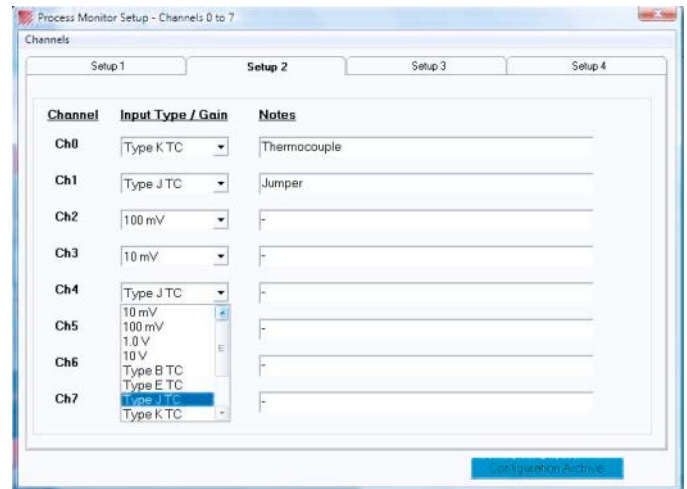 Process Monitor Setup - Channels 0 to 7
Channels
Setup 1 Setup 2 Setup 3 Setup 4
Channel Input Type / Gain Notes
Ch0 Type K TC Thermocouple
Ch1 Type J TC Jumper
Ch2 100 mV -
Ch3 10 mV -
Ch4 Type J TC -
10 mV
100 mV
Ch5 -
1.0 V
10 V
Ch6 -
Type B TC
Type E TC
Ch7 Type J TC -
Type K TC
Configuration Archive